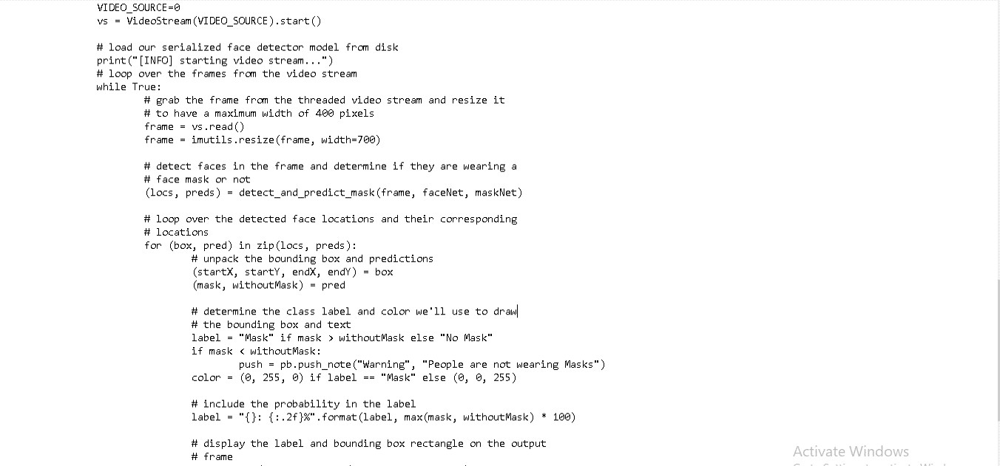 VIDEO_SOURCE=0
vs = VideoStream(VIDEO_SOURCE).start()

# load our serialized face detector model from disk
print("[INFO] starting video stream...")
# loop over the frames from the video stream
while True:
        # grab the frame from the threaded video stream and resize it
        # to have a maximum width of 400 pixels
        frame = vs.read()
        frame = imutils.resize(frame, width=700)

        # detect faces in the frame and determine if they are wearing a
        # face mask or not
        (locs, preds) = detect_and_predict_mask(frame, faceNet, maskNet)

        # loop over the detected face locations and their corresponding
        # locations
        for (box, pred) in zip(locs, preds):
                # unpack the bounding box and predictions
                (startX, startY, endX, endY) = box
                (mask, withoutMask) = pred

                # determine the class label and color we'll use to draw
                # the bounding box and text
                label = "Mask" if mask > withoutMask else "No Mask"
                if mask < withoutMask:
                        push = pb.push_note("Warning", "People are not wearing Masks")
                color = (0, 255, 0) if label == "Mask" else (0, 0, 255)

                # include the probability in the label
                label = "{}: {:.2f}%".format(label, max(mask, withoutMask) * 100)

                # display the label and bounding box rectangle on the output
                # frame
Activate Windows